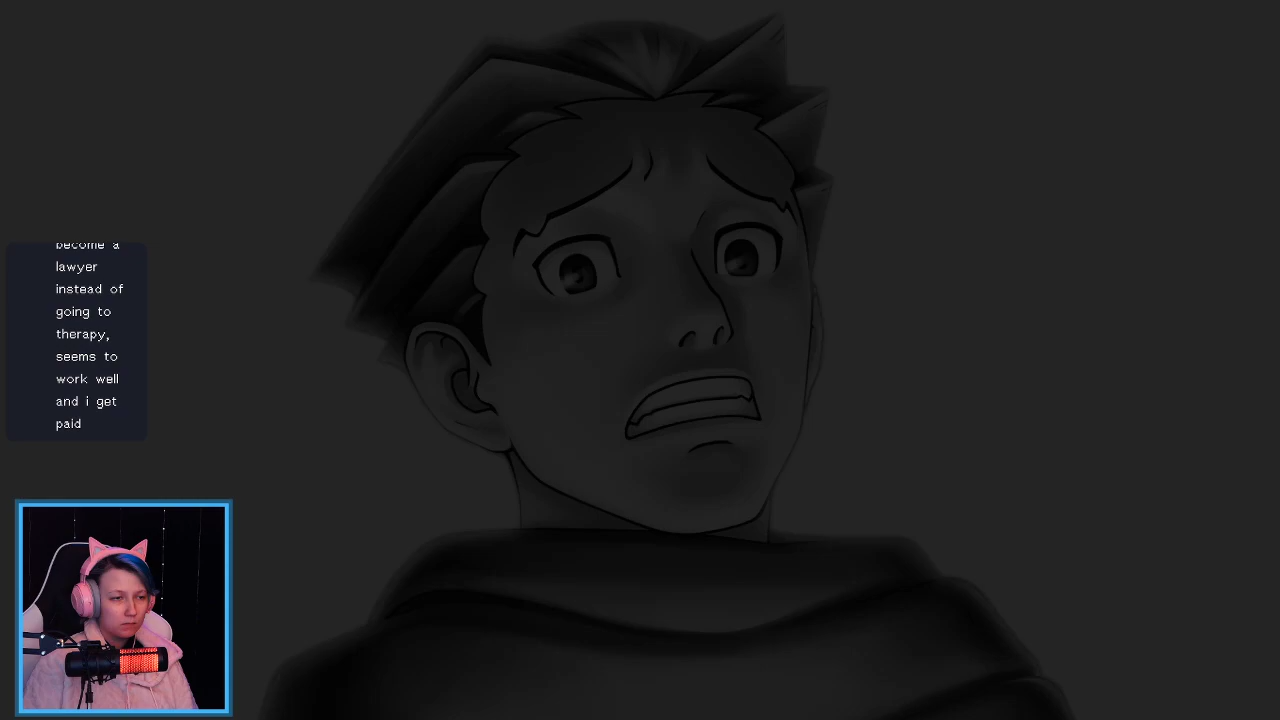 become a
lawyer
instead of
going to
therapy,
seems to
work well
and i get
paid